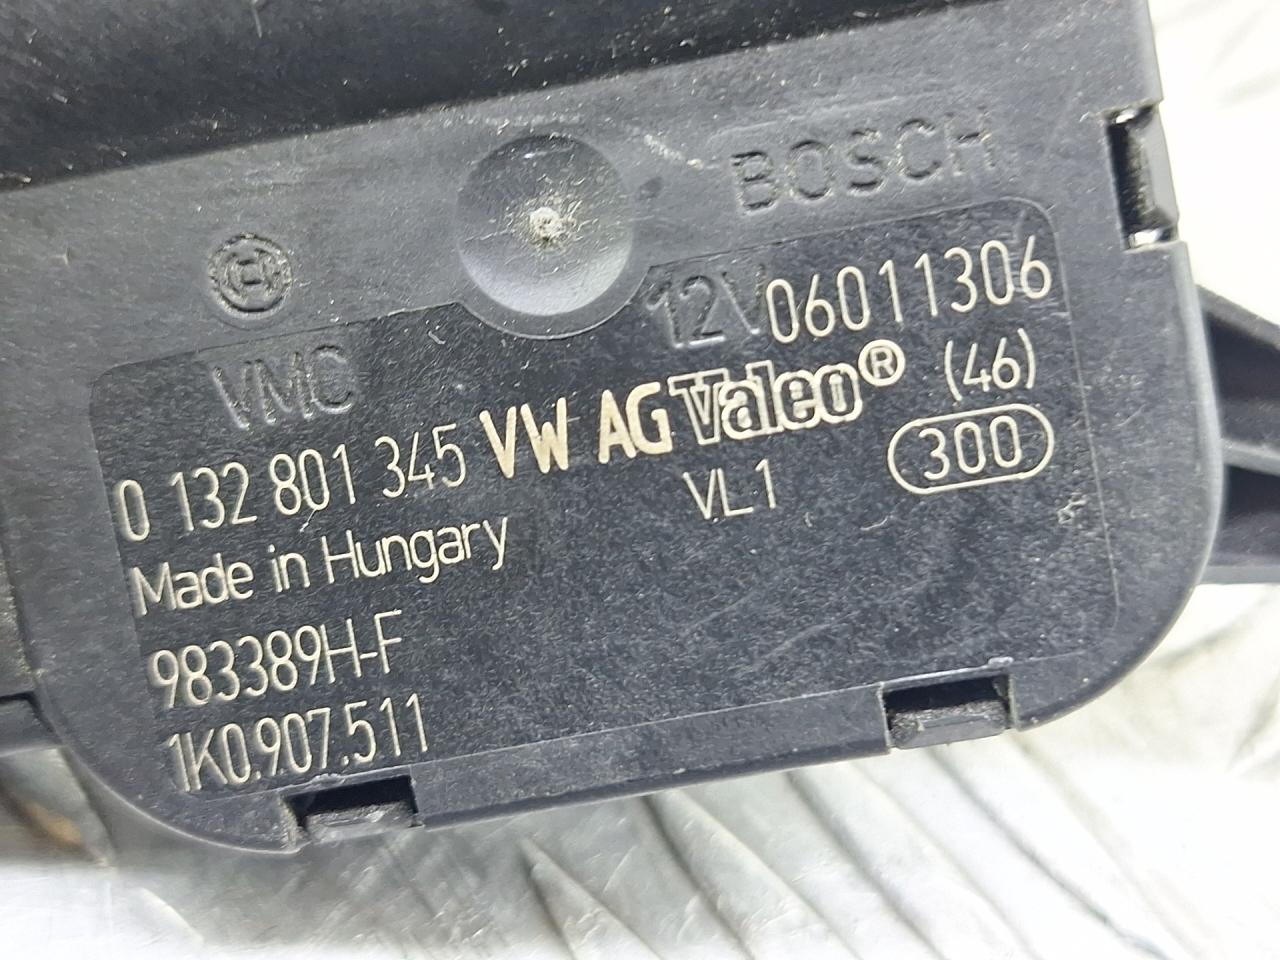 BOSCH
12V 06011306
VMC
0 132 801 345 VW AG Valeo® (46)
Made in Hungary VL1 300
983389H-F
1K0.907.511